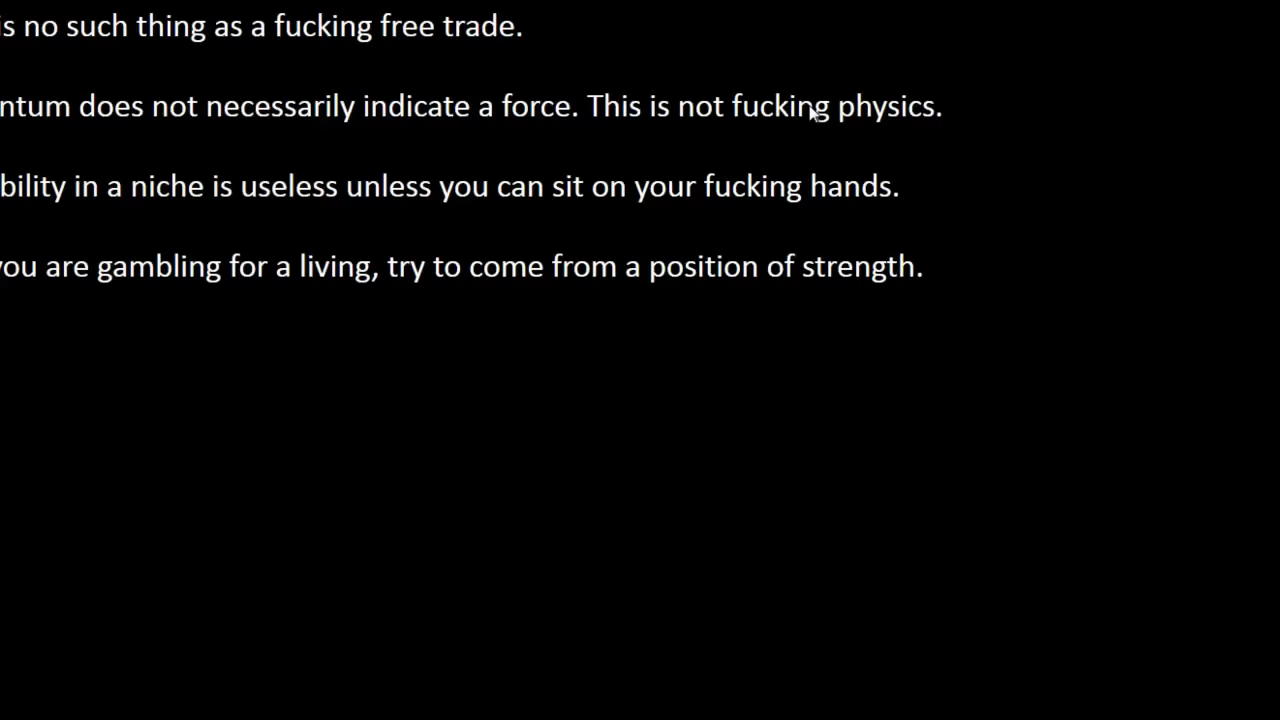 is no such thing as a fucking free trade.
ntum does not necessarily indicate a force. This is not fucking physics.
bility in a niche is useless unless you can sit on your fucking hands.
you are gambling for a living, try to come from a position of strength.